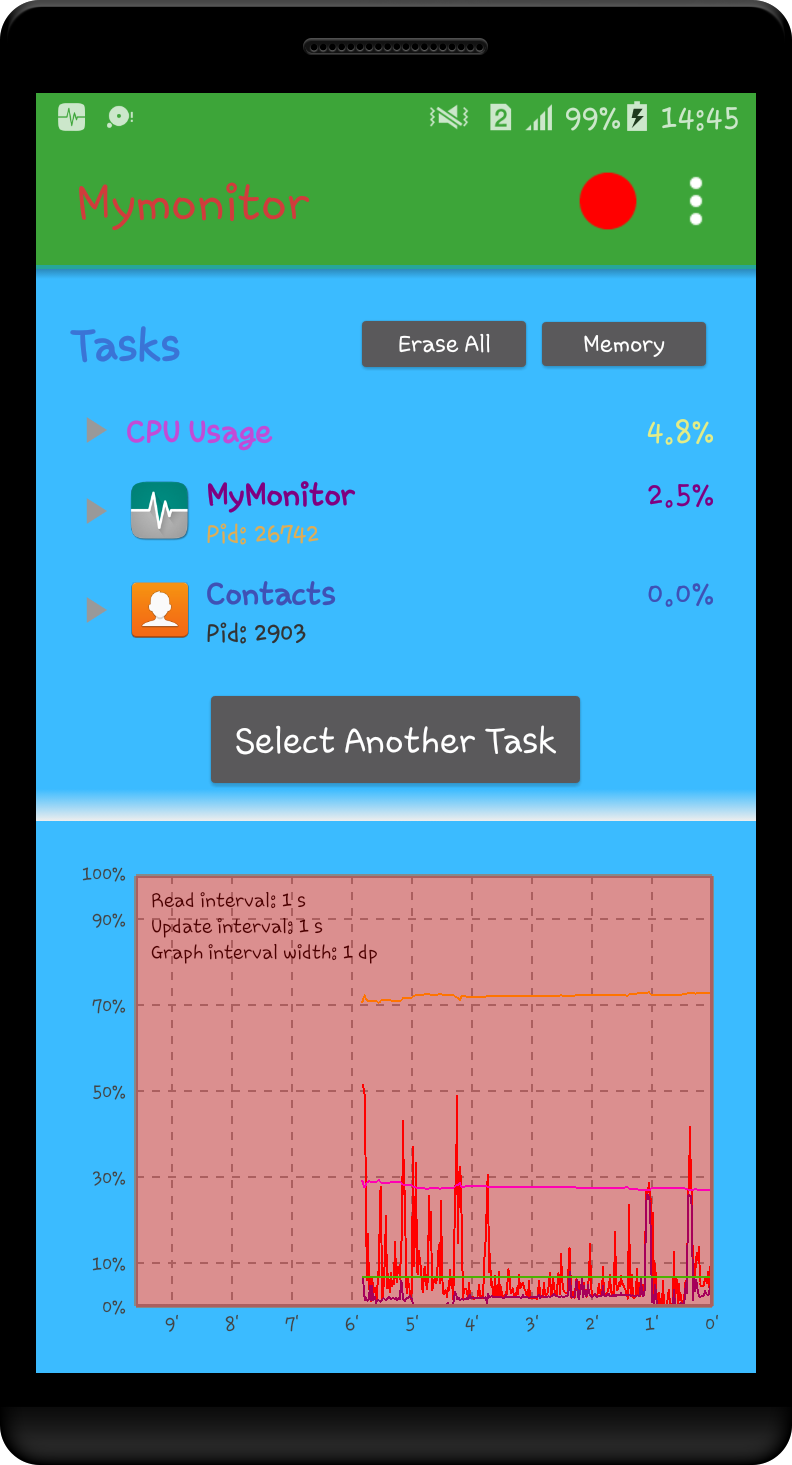 2 99% 14:45
Mymonitor
Tasks Erase All Memory
CPU Usage 4.8%
MyMonitor 2.5%
Pid: 26742
Contacts 0.0%
Pid: 2903
Select Another Task
100%
Read interval: 1 s
90%
Update interval: 1 s
Graph interval width: 1 dp
70%
50%
30%
10%
0%
9' 8' 7' 6' 5' 4' 3' 2' 1' 0'